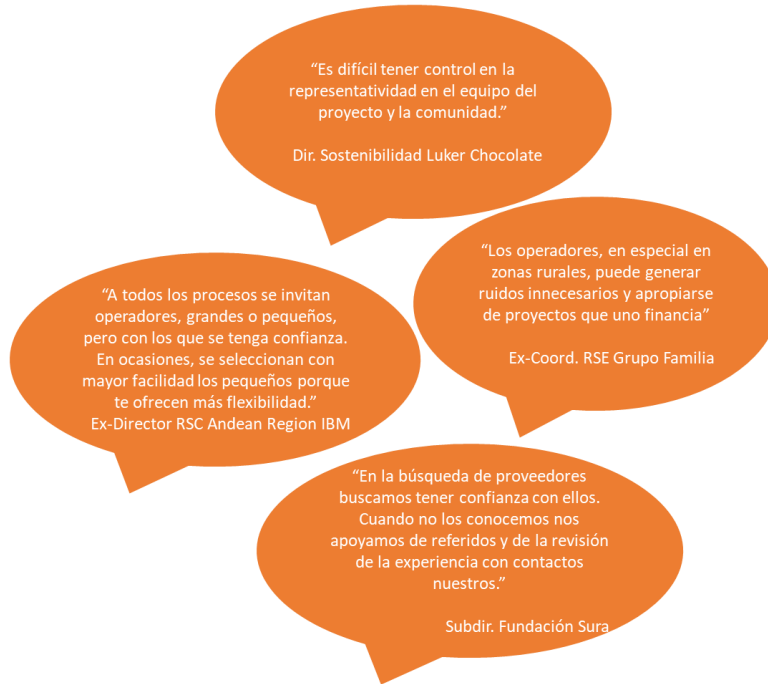 “Es difícil tener control en la
representatividad en el equipo del
proyecto y la comunidad.”
Dir. Sostenibilidad Luker Chocolate
“Los operadores, en especial en
zonas rurales, puede generar
ruidos innecesarios y apropiarse
de proyectos que uno financia”
Ex-Coord. RSE Grupo Familia
“A todos los procesos se invitan
operadores, grandes o pequeños,
pero con los que se tenga confianza.
En ocasiones, se seleccionan con
mayor facilidad los pequeños porque
te ofrecen más flexibilidad.”
Ex-Director RSC Andean Region IBM
“En la búsqueda de proveedores
buscamos tener confianza con ellos.
Cuando no los conocemos nos
apoyamos de referidos y de la revisión
de la experiencia con contactos
nuestros.”
Subdir. Fundación Sura